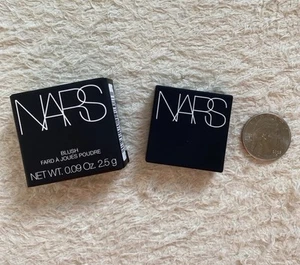 NARS
BLUSH
FARD À JOUES POUDRE
NET WT. 0.09 Oz. 2.5 g
NARS